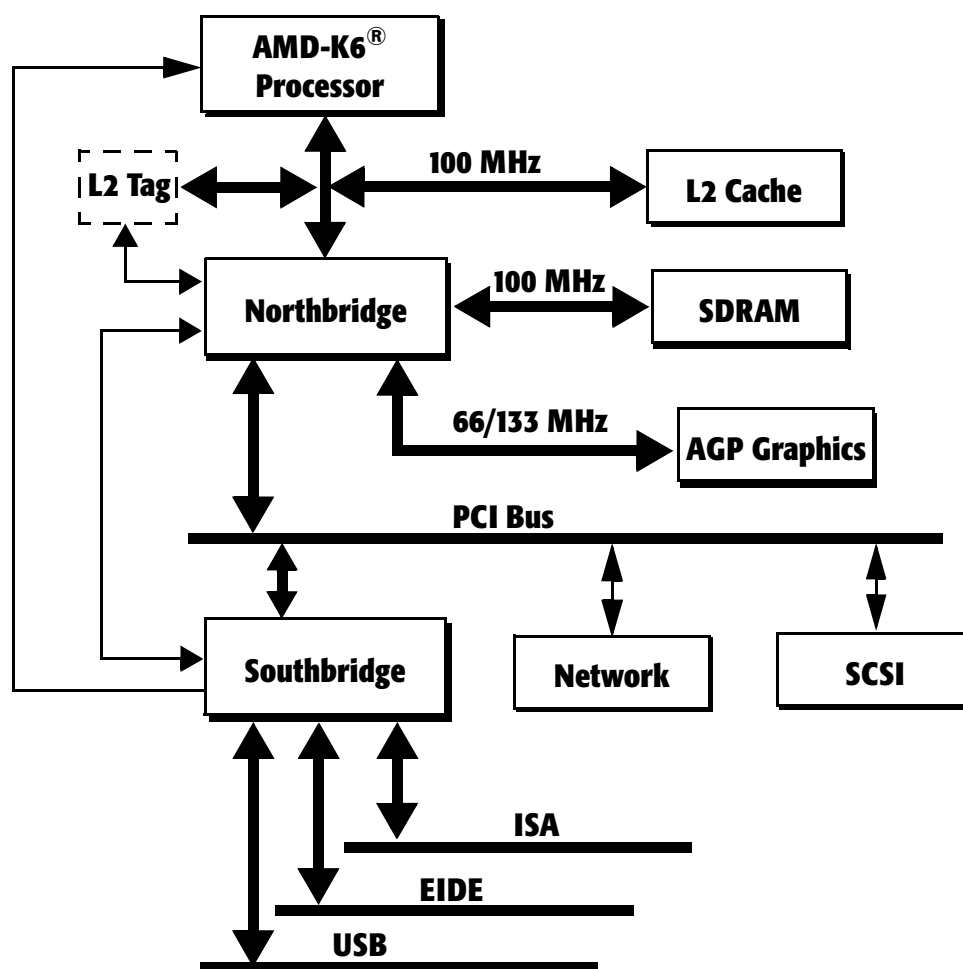 AMD-K6®
Processor
100 MHz
L2 Tag
L2 Cache
100 MHz
Northbridge
SDRAM
66/133 MHz
AGP Graphics
PCI Bus
Southbridge
Network
SCSI
ISA
EIDE
USB